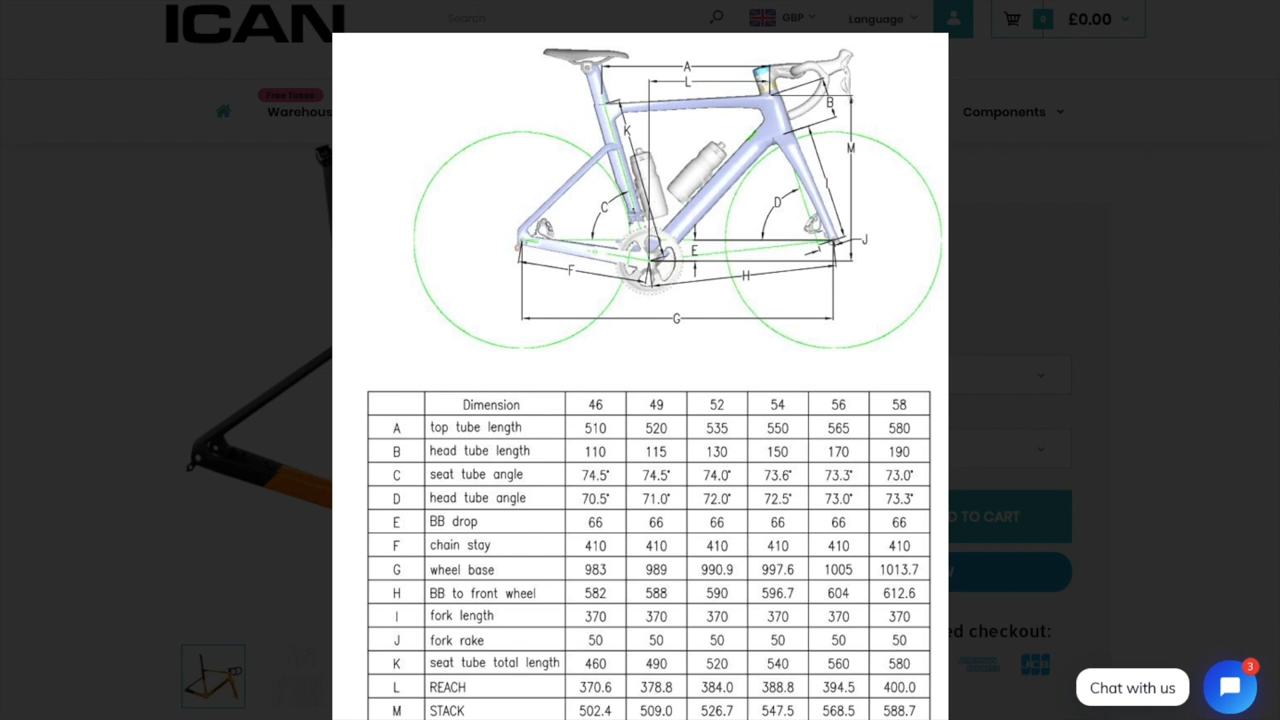 ICAN
Search
GBP
Language
0
£0.00
Free Taxes
Warehous
Components
A
L
B
K
M
I
C
D
E
J
F
H
G
Dimension 46 49 52 54 56 58
A top tube length 510 520 535 550 565 580
B head tube length 110 115 130 150 170 190
C seat tube angle 74.5° 74.5° 74.0° 73.6° 73.3° 73.0°
D head tube angle 70.5° 71.0° 72.0° 72.5° 73.0° 73.3°
E BB drop 66 66 66 66 66 66
F chain stay 410 410 410 410 410 410
G wheel base 983 989 990.9 997.6 1005 1013.7
H BB to front wheel 582 588 590 596.7 604 612.6
I fork length 370 370 370 370 370 370
J fork rake 50 50 50 50 50 50
K seat tube total length 460 490 520 540 560 580
L REACH 370.6 378.8 384.0 388.8 394.5 400.0
M STACK 502.4 509.0 526.7 547.5 568.5 588.7
D TO CART
W
ed checkout:
JCB
Chat with us
3